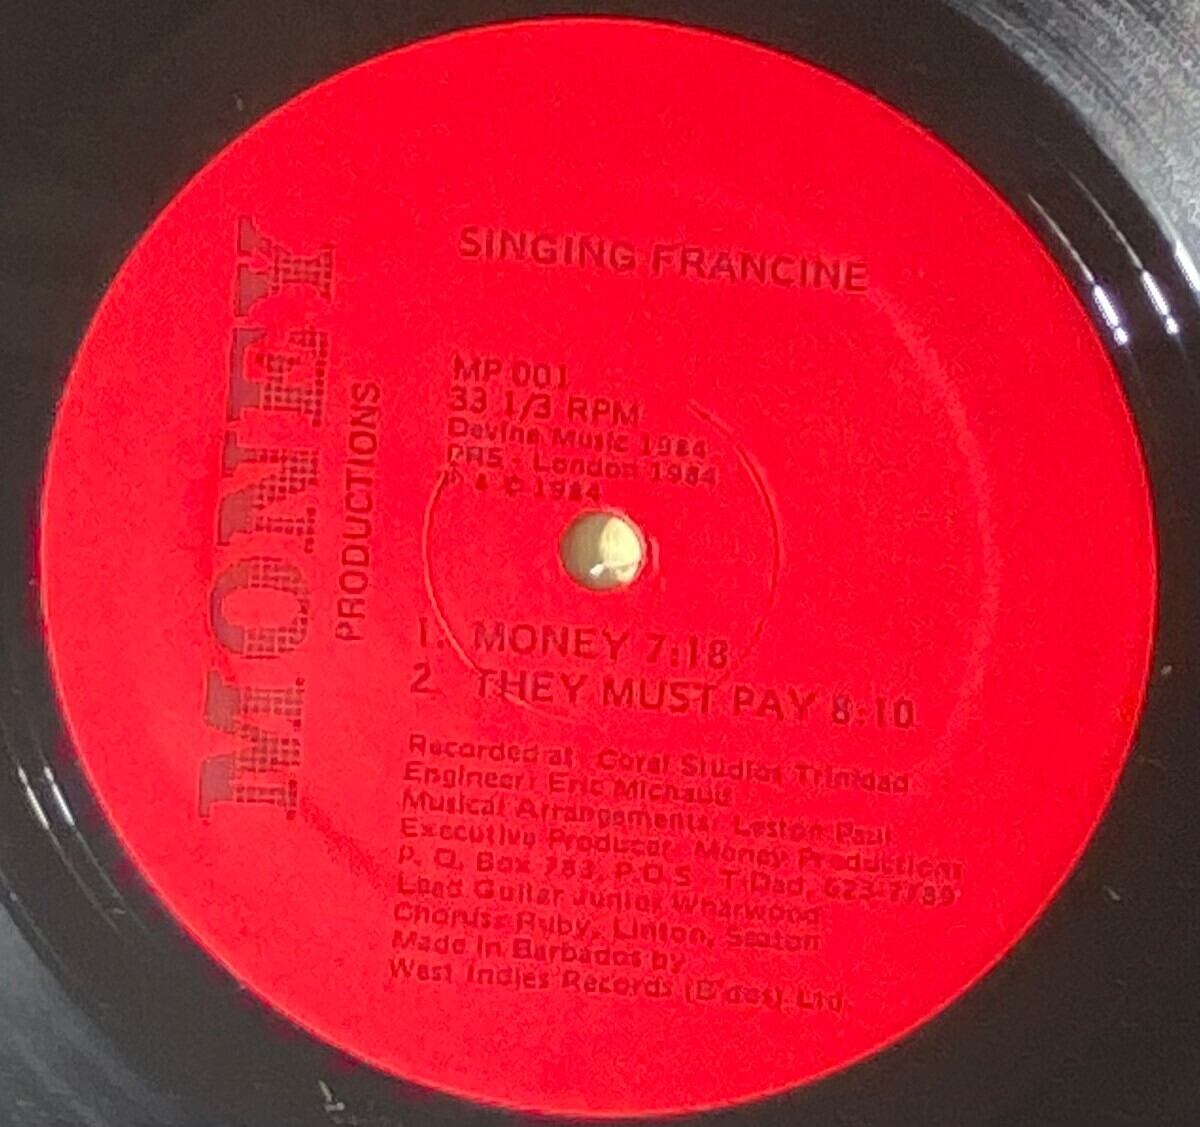 SINGING FRANCINE
MONEY
PRODUCTIONS
MP 001
33 1/3 RPM
Devine Music 1984
PRS - London 1984
℗ & © 1984
1. MONEY 7:18
2 THEY MUST PAY 8:10
Recorded at: Coral Studios Trinidad
Engineer: Eric Michaud
Musical Arrangements: Leston Paul
Executive Producer, Money Productions
P. O. Box 783, P.O.S. T'Dad, 623-7789
Lead Guitar Junior Wharwood
Ruby, Linton, Seaton
Made In Barbados by
West Indies Records (B'dos) Ltd